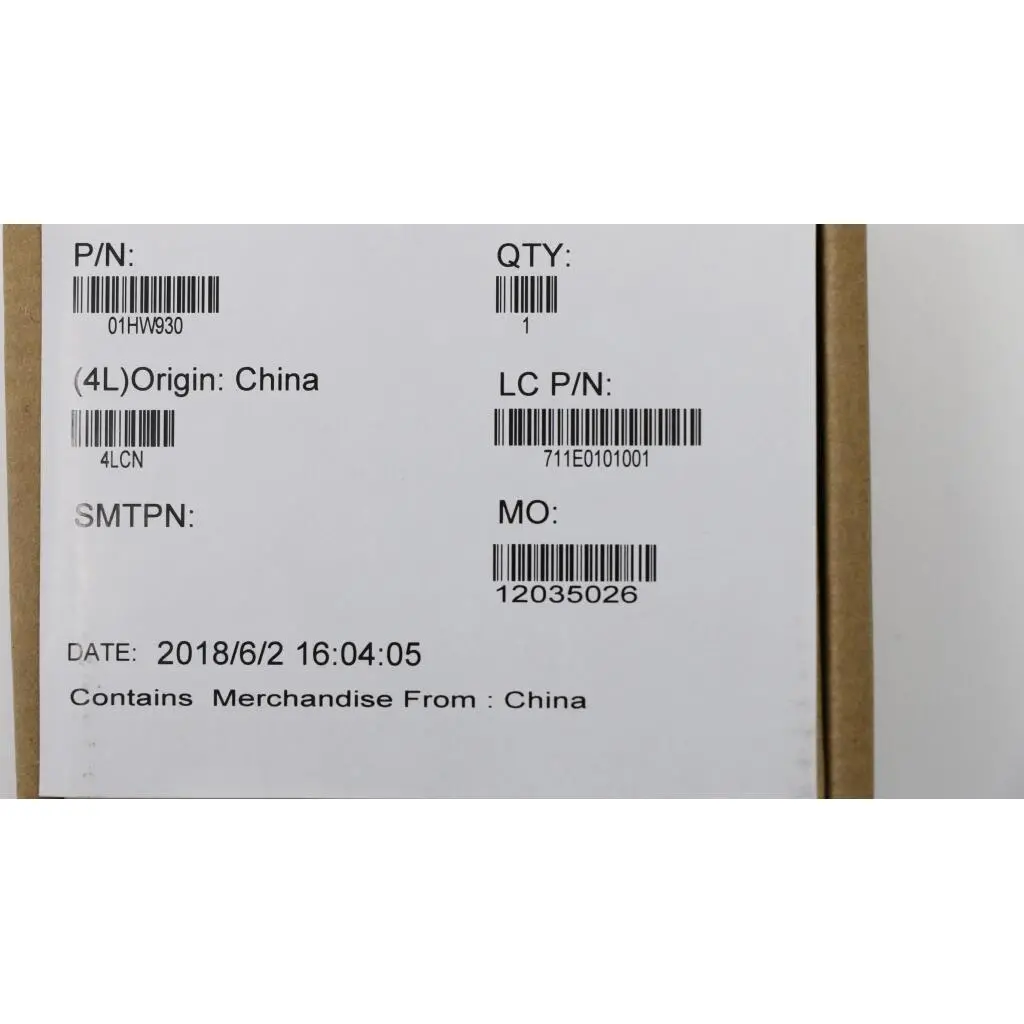 P/N:
01HW930
QTY:
1
(4L)Origin: China
4LCN
LC P/N:
711E0101001
SMTPN:
MO:
12035026
DATE: 2018/6/2 16:04:05
Contains Merchandise From : China